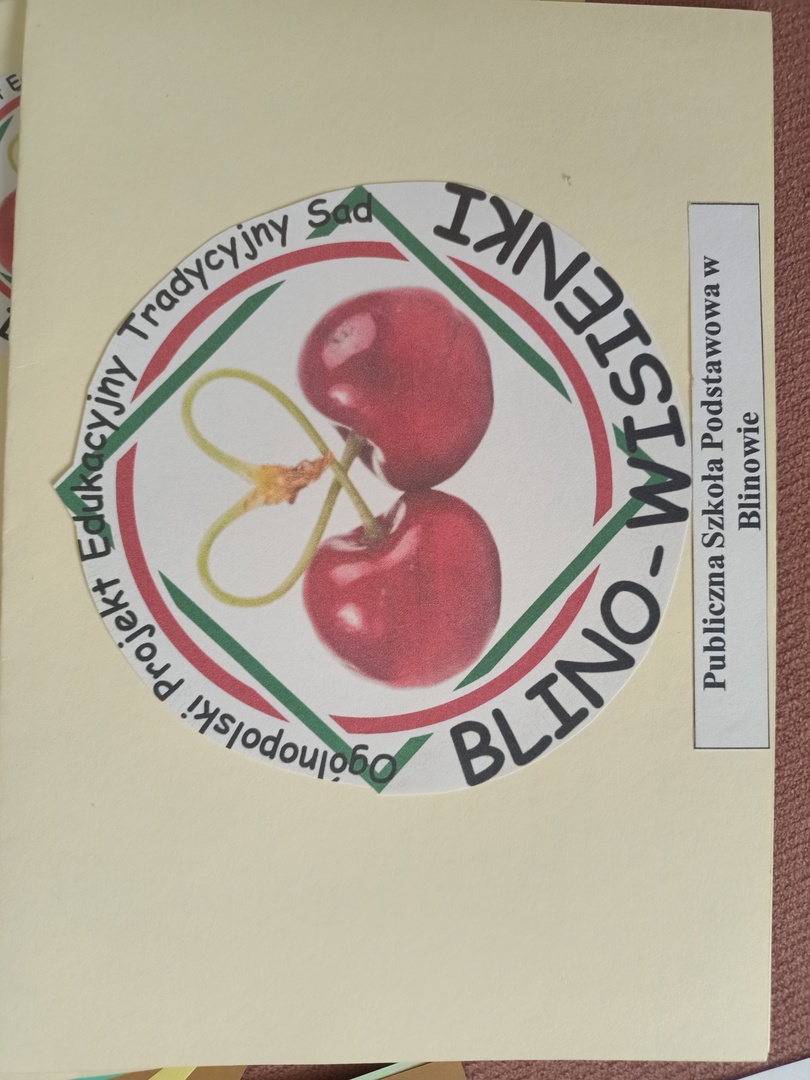 Ogólnopolski Projekt Edukacyjny Tradycyjny Sad
BLINO-WISIENKI
Publiczna Szkoła Podstawowa w
Blinowie